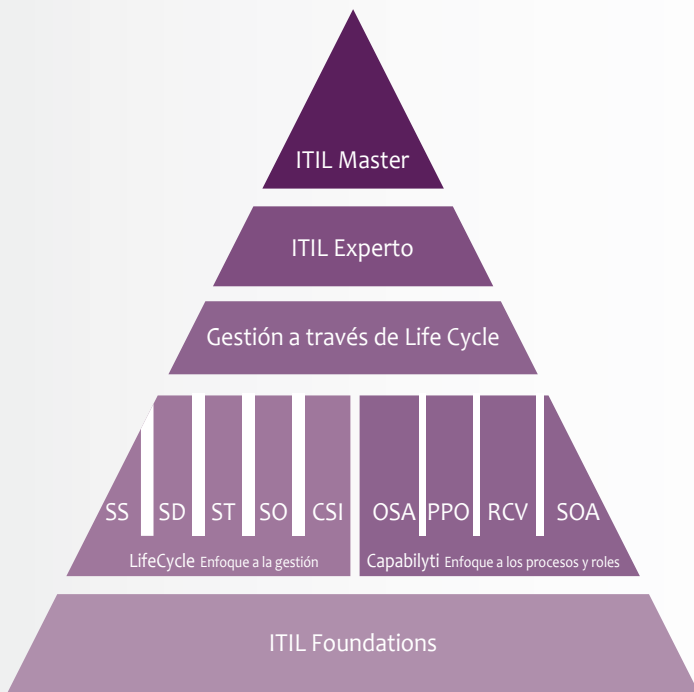 ITIL Master
ITIL Experto
Gestión a través de Life Cycle
SS SD ST SO CSI OSA PPO RCV SOA
LifeCycle Enfoque a la gestión Capabilyti Enfoque a los procesos y roles
ITIL Foundations